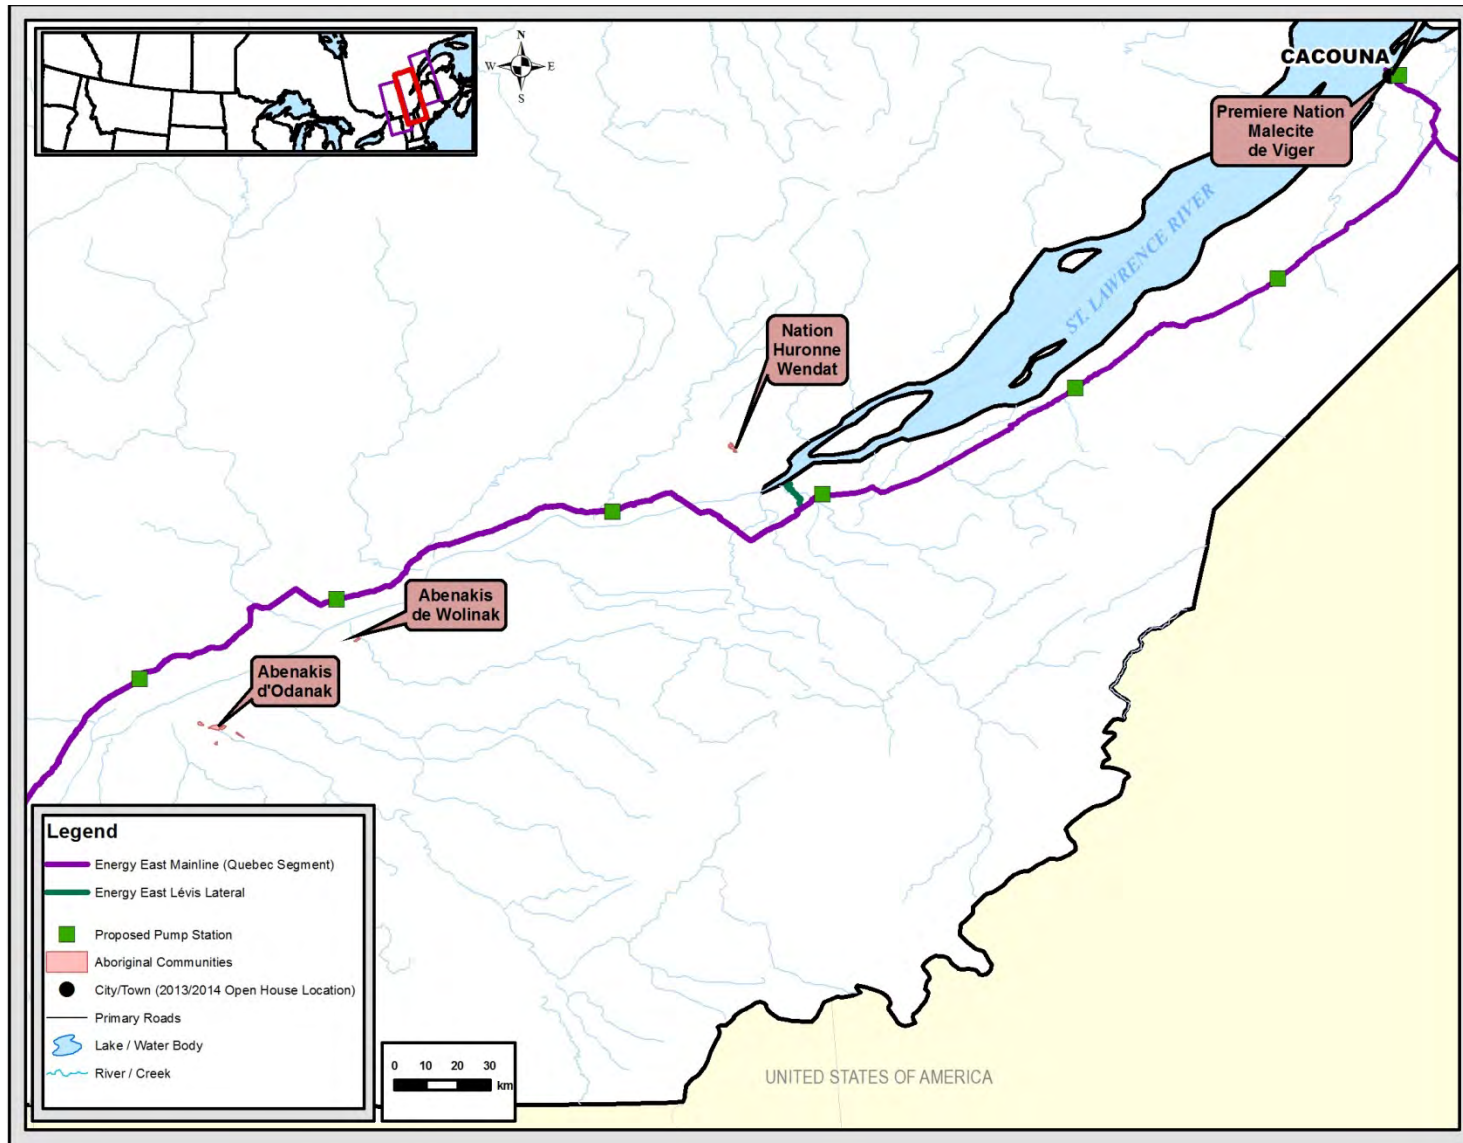 N
W
E
S
CACOUNA
Premiere Nation
Malecite
de Viger
ST. LAWRENCE RIVER
Nation
Huronne
Wendat
Abenakis
de Wolinak
Abenakis
d'Odanak
Legend
Energy East Mainline (Quebec Segment)
Energy East Lévis Lateral
Proposed Pump Station
Aboriginal Communities
City/Town (2013/2014 Open House Location)
Primary Roads
Lake / Water Body
River / Creek
0 10 20 30
km
UNITED STATES OF AMERICA